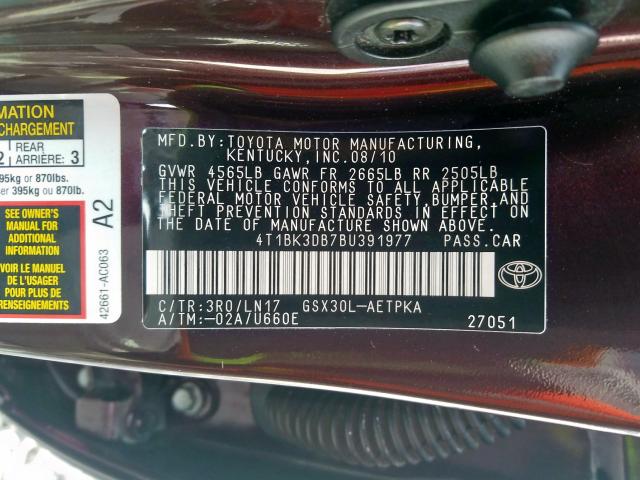 MATION
CHARGEMENT
2 | REAR
ARRIÈRE: 3
95kg or 870lbs.
er 395kg ou 870lb.
SEE OWNER'S
MANUAL FOR
ADDITIONAL
INFORMATION
VOIR LE MANUEL
DE L'USAGER
POUR PLUS DE
RENSEIGNEMENTS
A2
42661-AC063
MFD.BY:TOYOTA MOTOR MANUFACTURING,
KENTUCKY, INC.08/10
GVWR 4565LB GAWR FR 2665LB RR 2505LB
THIS VEHICLE CONFORMS TO ALL APPLICABLE
FEDERAL MOTOR VEHICLE SAFETY,BUMPER,AND
THEFT PREVENTION STANDARDS IN EFFECT ON
THE DATE OF MANUFACTURE SHOWN ABOVE.
4T1BK3DB7BU391977 PASS.CAR
C/TR:3R0/LN17 GSX30L-AETPKA
A/TM:-02A/U660E 27051